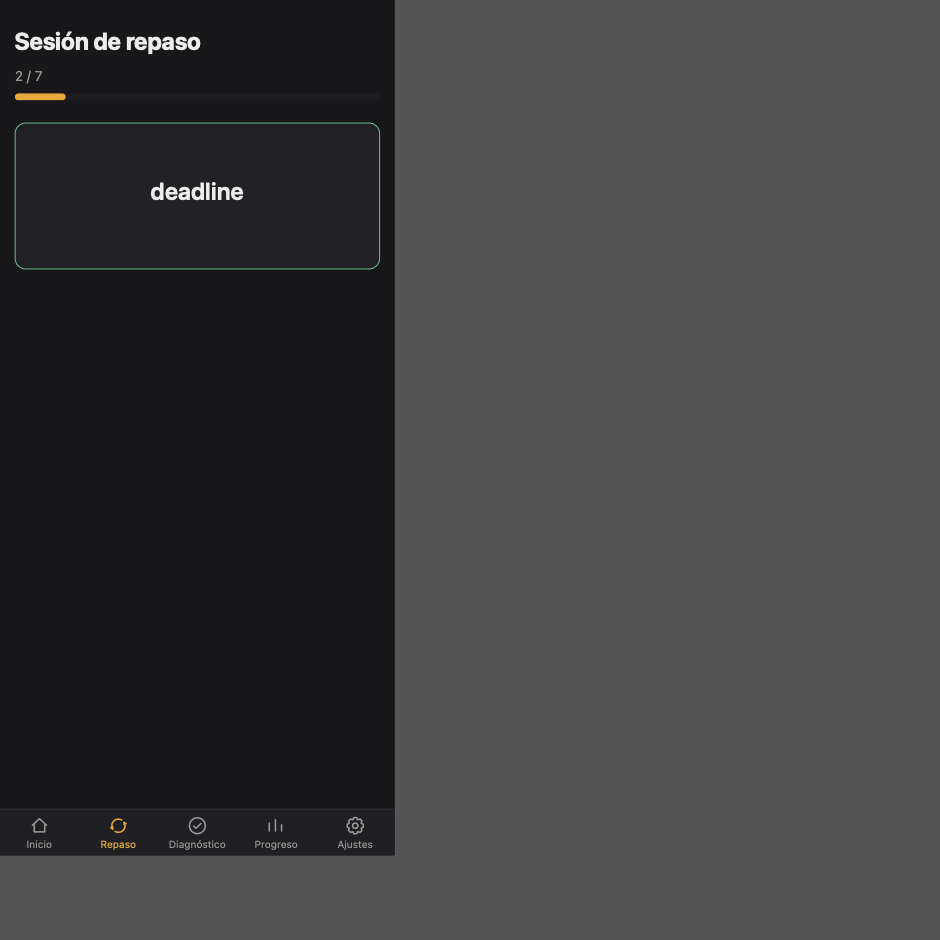 Sesión de repaso
2 / 7
deadline
Inicio
Repaso
Diagnóstico
Progreso
Ajustes